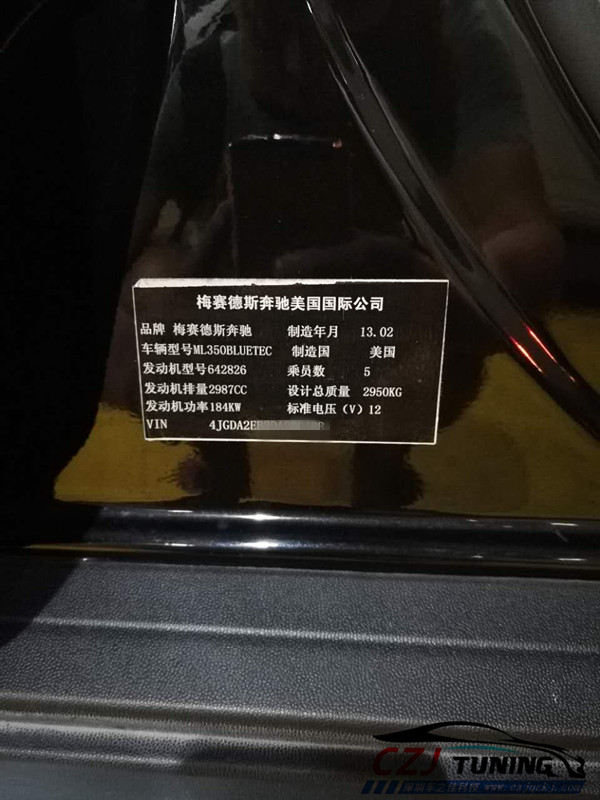 梅赛德斯奔驰美国国际公司
品牌 梅赛德斯奔驰 制造年月 13.02
车辆型号ML350BLUETEC 制造国 美国
发动机型号642826 乘员数 5
发动机排量2987CC 设计总质量 2950KG
发动机功率184KW 标准电压（V）12
VIN 4JGDA2E
CZJ TUNING